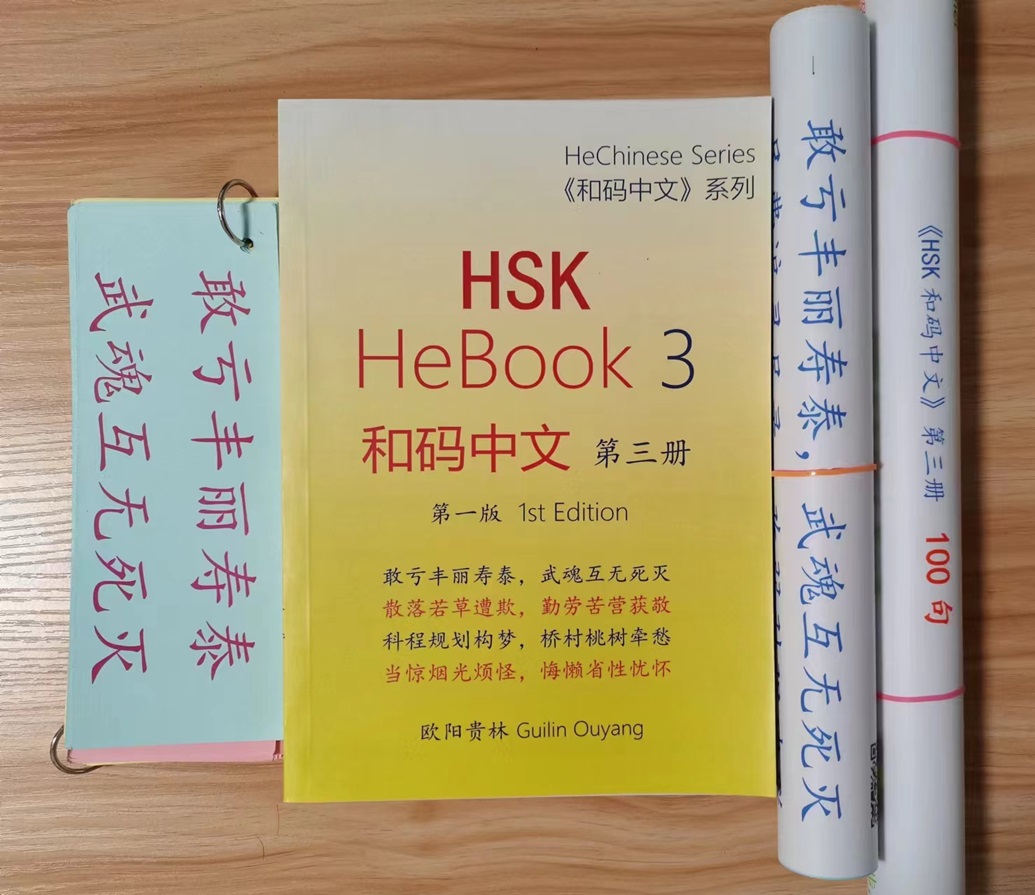 敢亏丰丽寿泰
武魂互无死灭
HeChinese Series
《和码中文》系列
HSK
HeBook 3
和码中文 第三册
第一版 1st Edition
敢亏丰丽寿泰，武魂互无死灭
散落若草遭欺，勤劳苦营获敬
科程规划构梦，桥村桃树牵愁
当惊烟光烦怪，悔懒省性忧怀
欧阳贵林 Guilin Ouyang
一 敢亏丰丽寿泰，武魂互无死灭
《HSK 和码中文》第三册 100 句